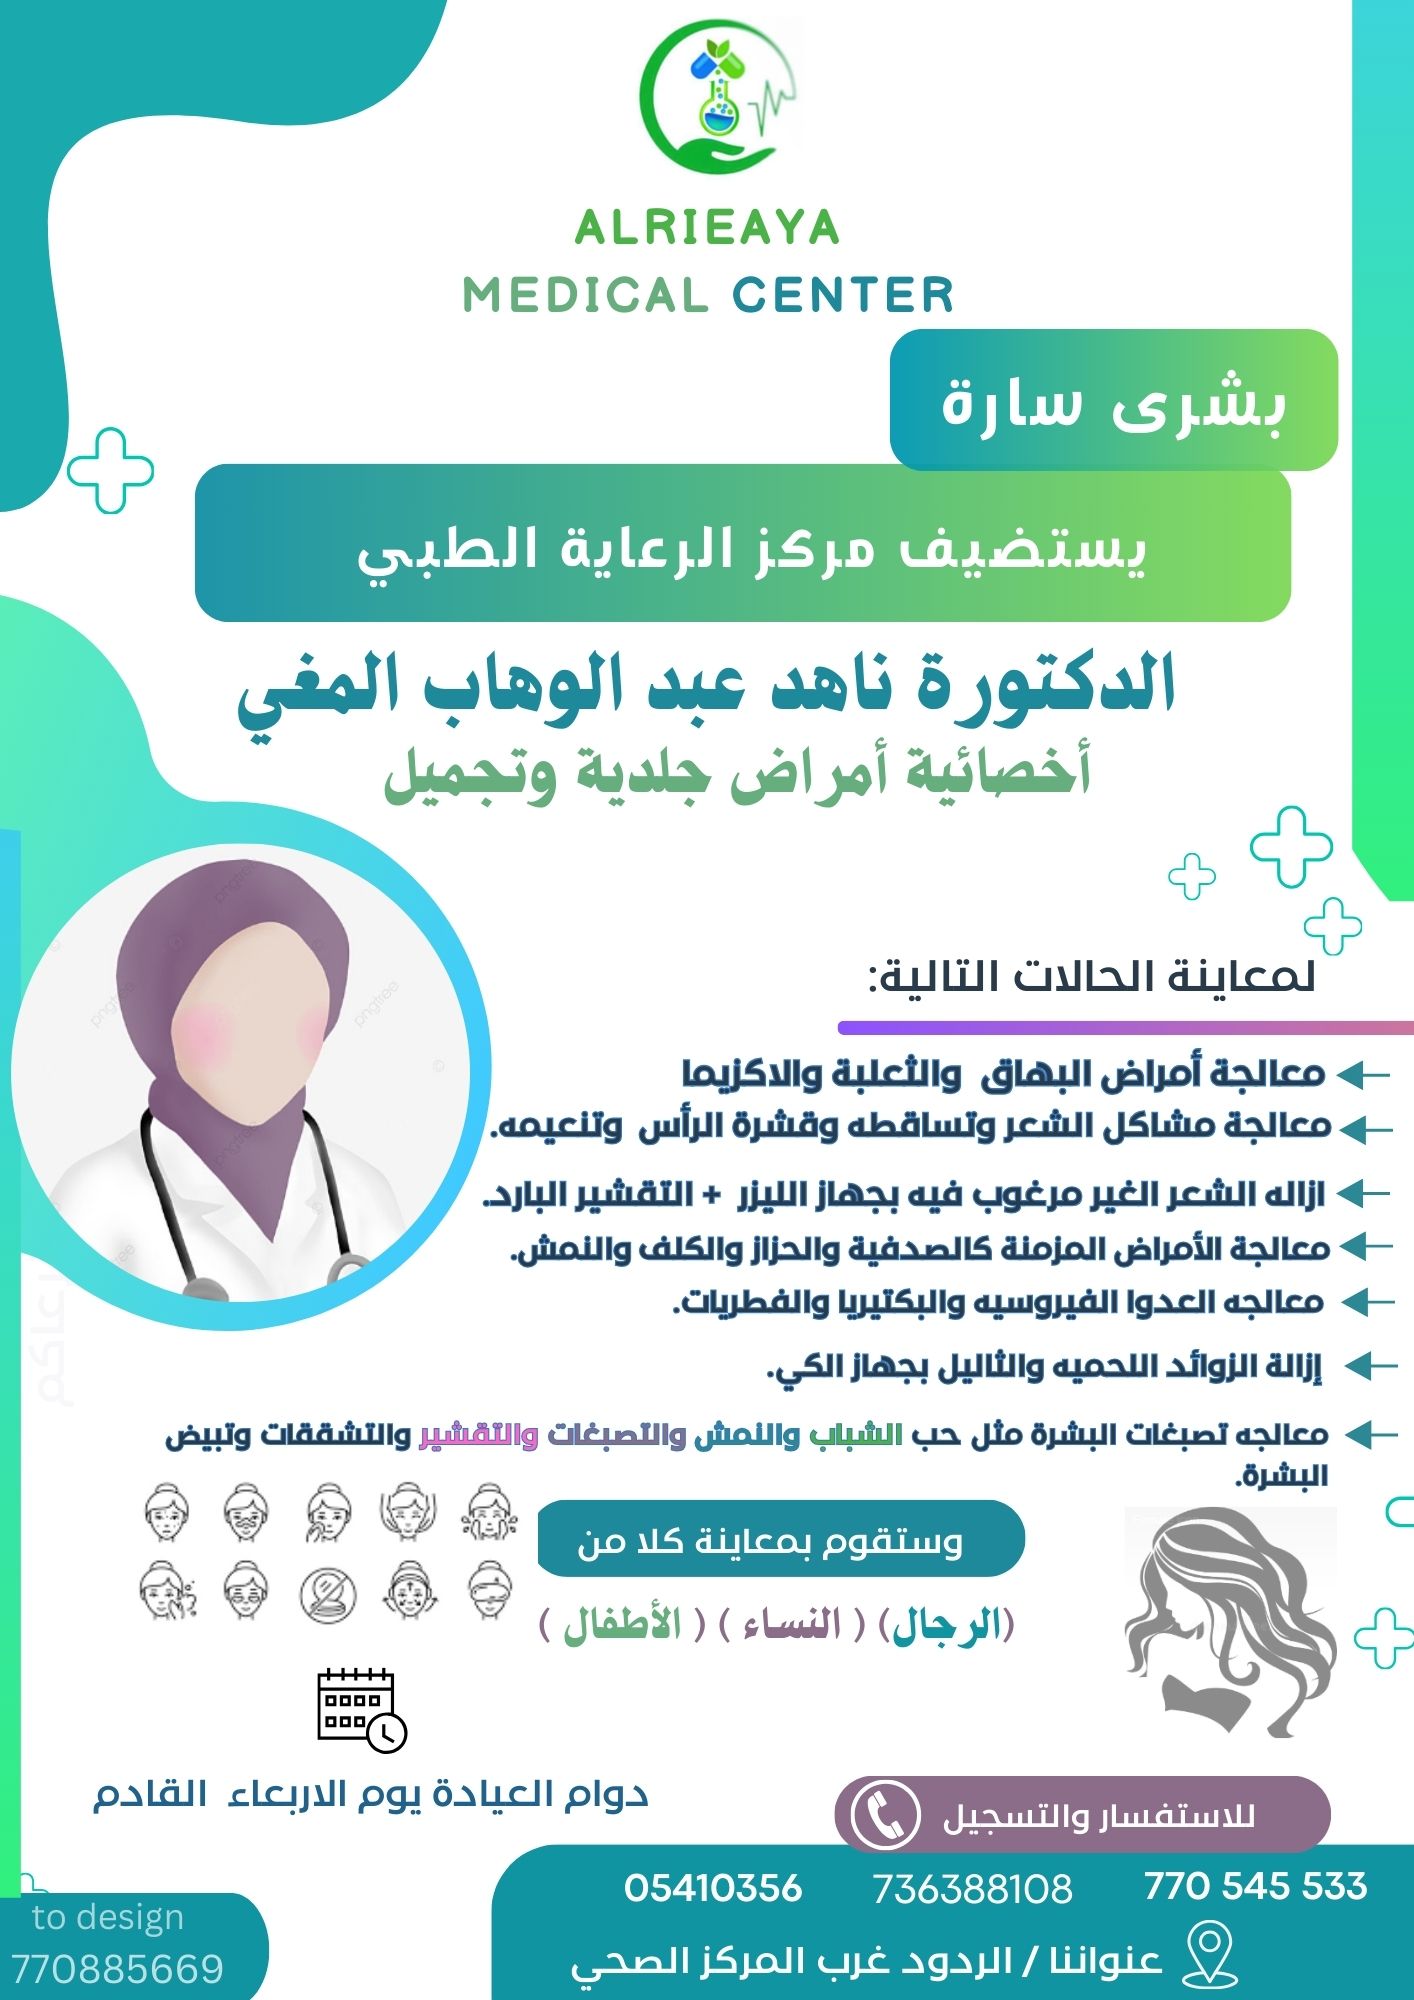 ALRIEAYA
MEDICAL CENTER
بشرى سارة
يستضيف مركز الرعاية الطبي
الدكتورة ناهد عبد الوهاب المغي
أخصائية أمراض جلدية وتجميل
لمعاينة الحالات التالية:
معالجة أمراض البهاق والثعلبة والاكزيما
معالجة مشاكل الشعر وتساقطه وقشرة الرأس وتنعيمه.
ازاله الشعر الغير مرغوب فيه بجهاز الليزر + التقشير البارد.
معالجة الأمراض المزمنة كالصدفية والحزاز والكلف والنمش.
معالجه العدوا الفيروسيه والبكتيريا والفطريات.
إزالة الزوائد اللحميه والثاليل بجهاز الكي.
معالجه تصبغات البشرة مثل حب الشباب والنمش والتصبغات والتقشير والتشققات وتبيض
البشرة.
وستقوم بمعاينة كلا من
(الرجال) ( النساء ) ( الأطفال )
دوام العيادة يوم الاربعاء القادم
للاستفسار والتسجيل
770 545 533
736388108
05410356
عنواننا / الردود غرب المركز الصحي
to design
770885669
pngtree
pngtree
pngtree
pngtree